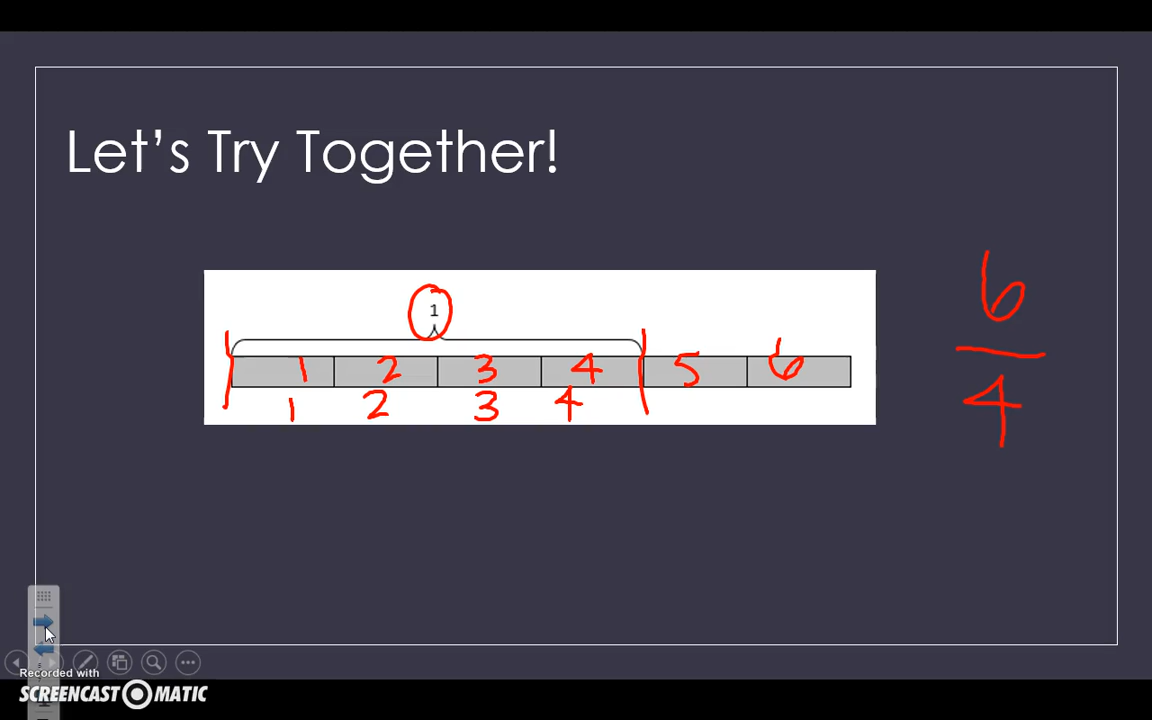 Let's Try Together!
1
1 2 3 4 5 6
1 2 3 4
6
4
Recorded with
SCREENCAST MATIC